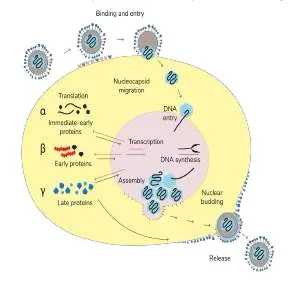 Binding and entry
Nucleocapsid
migration
Translation
DNA
entry
α
Immediate-early
proteins
Transcription
β
Early proteins
DNA synthesis
Assembly
γ
Late proteins
Nuclear
budding
Release